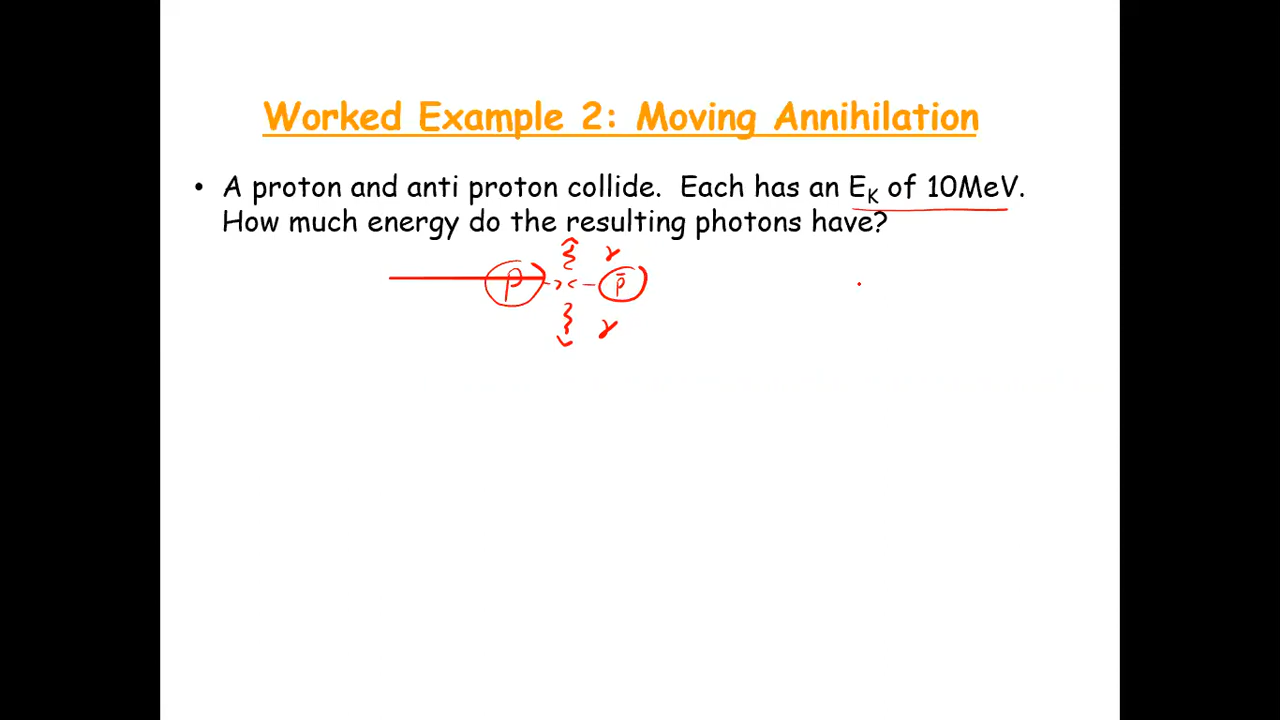 Worked Example 2: Moving Annihilation
• A proton and anti proton collide. Each has an EK of 10MeV.
How much energy do the resulting photons have?
γ
p p̄
γ